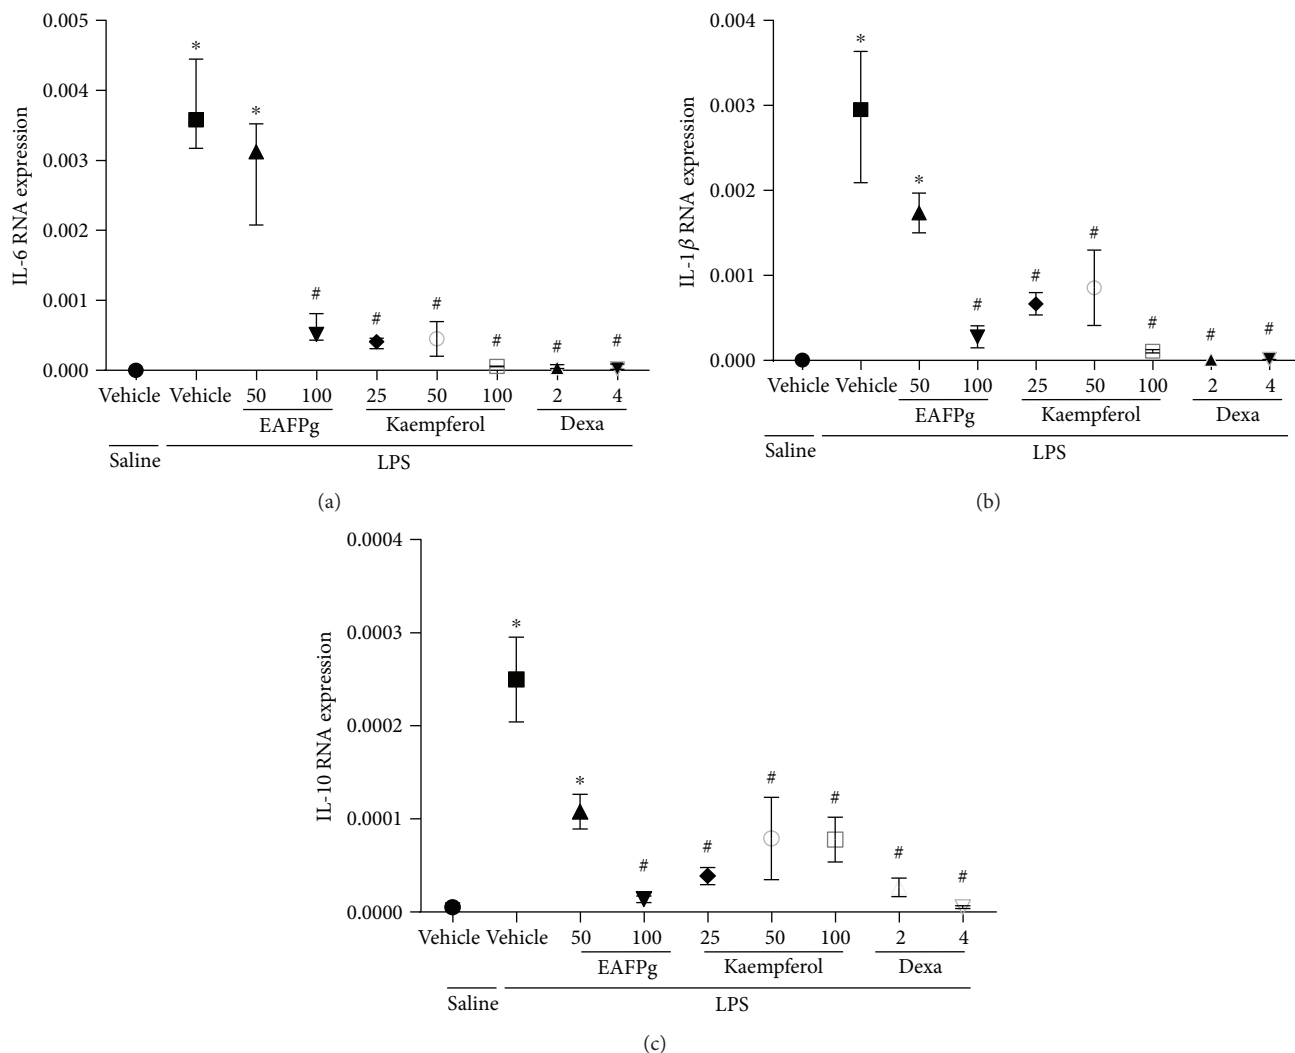 IL-6 RNA expression
0.005
0.004
0.003
0.002
0.001
0.000
*
*
#
#
#
#
#
#
Vehicle Vehicle 50 100 25 50 100 2 4
EAFPg Kaempferol Dexa
Saline LPS
(a)
IL-1β RNA expression
0.004
0.003
0.002
0.001
0.000
*
*
#
#
#
#
#
#
Vehicle Vehicle 50 100 25 50 100 2 4
EAFPg Kaempferol Dexa
Saline LPS
(b)
IL-10 RNA expression
0.0004
0.0003
0.0002
0.0001
0.0000
*
*
#
#
#
#
#
#
Vehicle Vehicle 50 100 25 50 100 2 4
EAFPg Kaempferol Dexa
Saline LPS
(c)